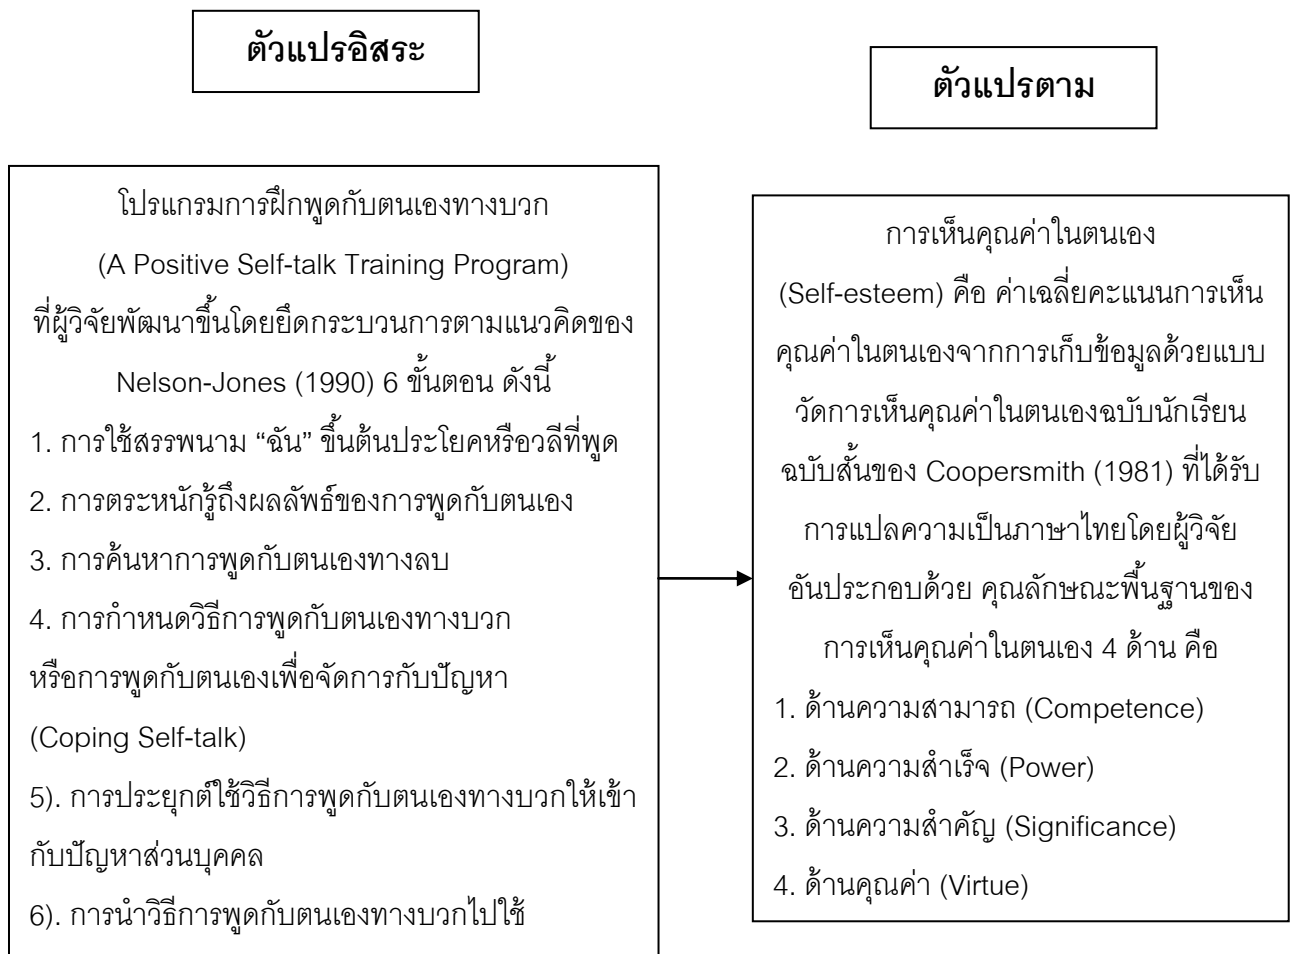 ตัวแปรอิสระ
ตัวแปรตาม
โปรแกรมการฝึกพูดกับตนเองทางบวก
(A Positive Self-talk Training Program)
ที่ผู้วิจัยพัฒนาขึ้นโดยยึดกระบวนการตามแนวคิดของ
Nelson-Jones (1990) 6 ขั้นตอน ดังนี้
1. การใช้สรรพนาม “ฉัน” ขึ้นต้นประโยคหรือวลีที่พูด
2. การตระหนักรู้ถึงผลลัพธ์ของการพูดกับตนเอง
3. การค้นหาการพูดกับตนเองทางลบ
4. การกำหนดวิธีการพูดกับตนเองทางบวก
หรือการพูดกับตนเองเพื่อจัดการกับปัญหา
(Coping Self-talk)
5). การประยุกต์ใช้วิธีการพูดกับตนเองทางบวกให้เข้า
กับปัญหาส่วนบุคคล
6). การนำวิธีการพูดกับตนเองทางบวกไปใช้
การเห็นคุณค่าในตนเอง
(Self-esteem) คือ ค่าเฉลี่ยคะแนนการเห็น
คุณค่าในตนเองจากการเก็บข้อมูลด้วยแบบ
วัดการเห็นคุณค่าในตนเองฉบับนักเรียน
ฉบับสั้นของ Coopersmith (1981) ที่ได้รับ
การแปลความเป็นภาษาไทยโดยผู้วิจัย
อันประกอบด้วย คุณลักษณะพื้นฐานของ
การเห็นคุณค่าในตนเอง 4 ด้าน คือ
1. ด้านความสามารถ (Competence)
2. ด้านความสำเร็จ (Power)
3. ด้านความสำคัญ (Significance)
4. ด้านคุณค่า (Virtue)